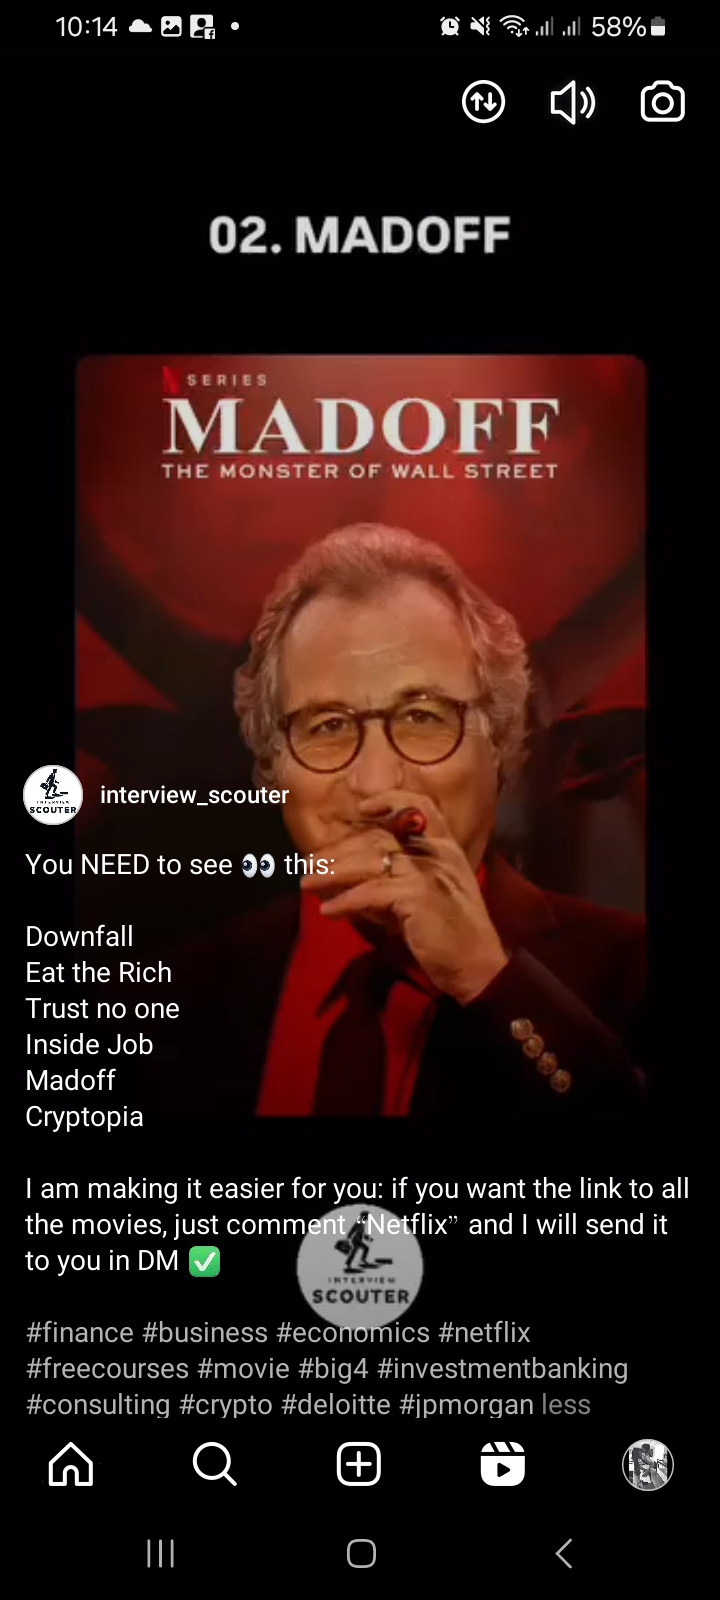 10:14
58%
02. MADOFF
SERIES
MADOFF
THE MONSTER OF WALL STREET
INTERVIEW
SCOUTER
interview_scouter
You NEED to see 👀 this:
Downfall
Eat the Rich
Trust no one
Inside Job
Madoff
Cryptopia
I am making it easier for you: if you want the link to all
the movies, just comment “Netflix” and I will send it
to you in DM ✅
INTERVIEW
SCOUTER
#finance #business #economics #netflix
#freecourses #movie #big4 #investmentbanking
#consulting #crypto #deloitte #jpmorgan less